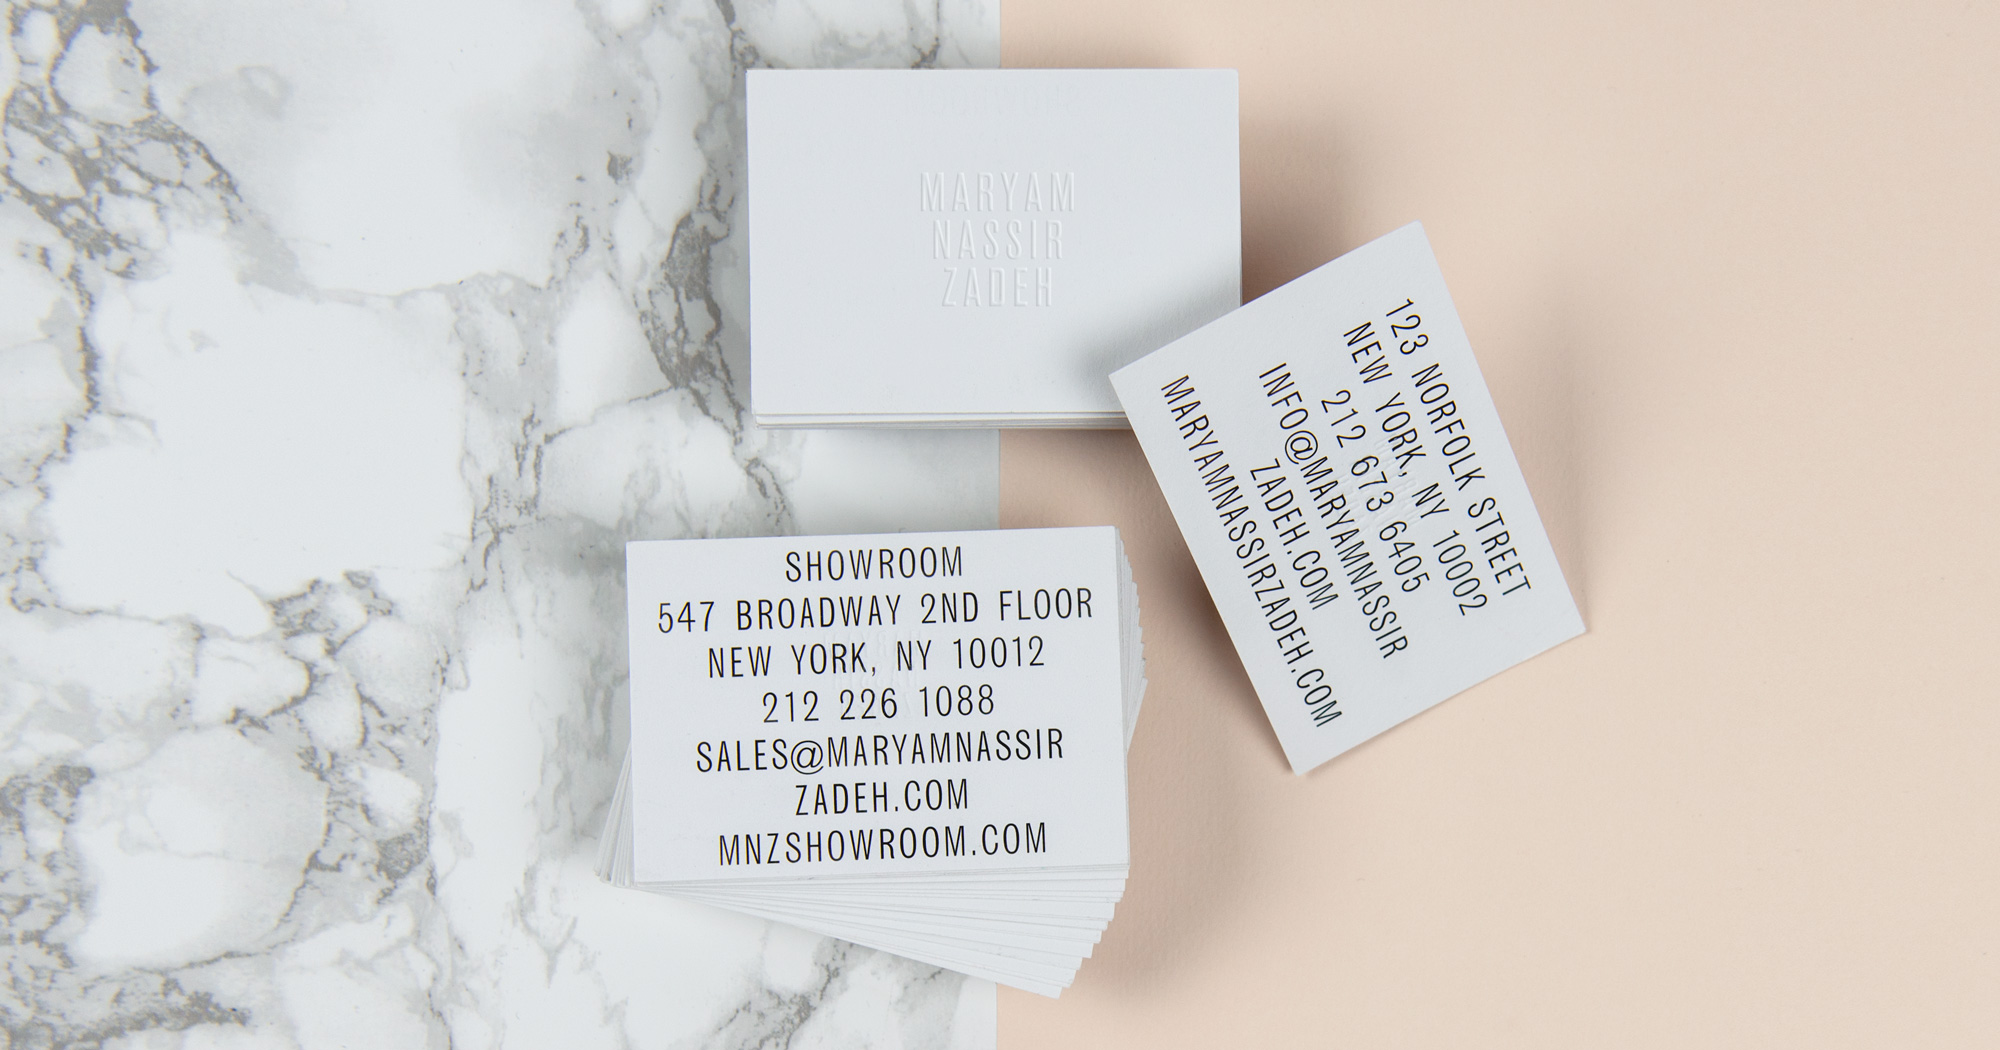 MARYAM
NASSIR
ZADEH
123 NORFOLK STREET
NEW YORK, NY 10002
212 673 6405
INFO@MARYAMNASSIR
ZADEH.COM
MARYAMNASSIRZADEH.COM
SHOWROOM
547 BROADWAY 2ND FLOOR
NEW YORK, NY 10012
212 226 1088
SALES@MARYAMNASSIR
ZADEH.COM
MNZSHOWROOM.COM